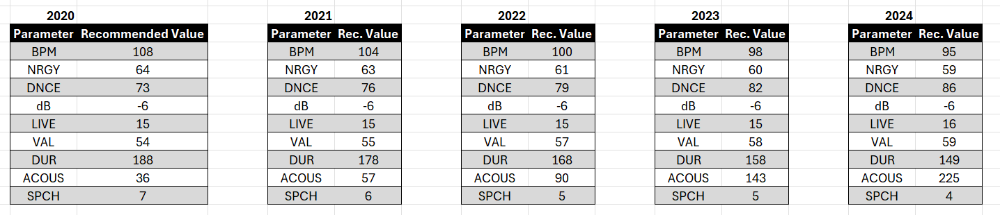 2020 2021 2022 2023 2024
Parameter Recommended Value Parameter Rec. Value Parameter Rec. Value Parameter Rec. Value Parameter Rec. Value
BPM 108 BPM 104 BPM 100 BPM 98 BPM 95
NRGY 64 NRGY 63 NRGY 61 NRGY 60 NRGY 59
DNCE 73 DNCE 76 DNCE 79 DNCE 82 DNCE 86
dB -6 dB -6 dB -6 dB -6 dB -6
LIVE 15 LIVE 15 LIVE 15 LIVE 15 LIVE 16
VAL 54 VAL 55 VAL 57 VAL 58 VAL 59
DUR 188 DUR 178 DUR 168 DUR 158 DUR 149
ACOUS 36 ACOUS 57 ACOUS 90 ACOUS 143 ACOUS 225
SPCH 7 SPCH 6 SPCH 5 SPCH 5 SPCH 4